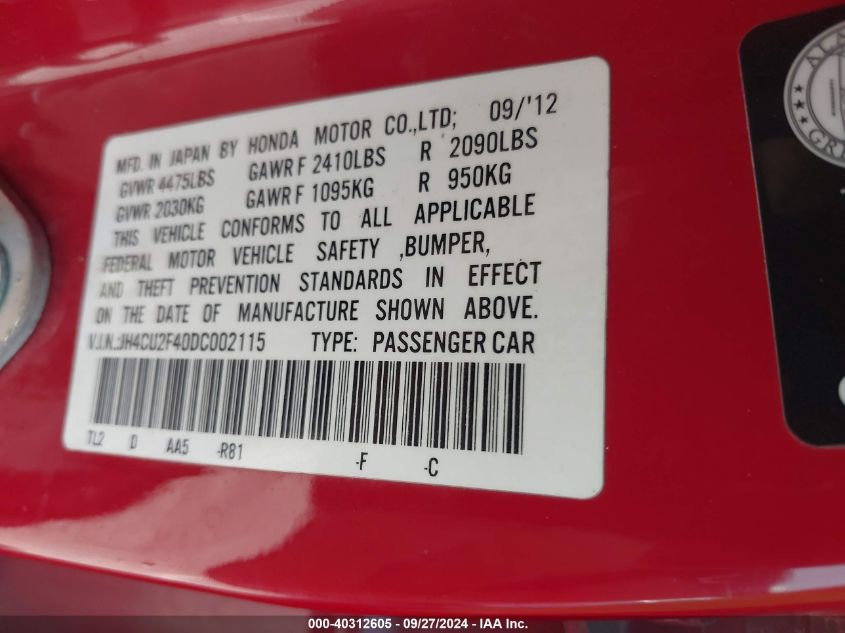 MFD. IN JAPAN BY HONDA MOTOR CO.,LTD; 09/'12
GVWR 4475LBS GAWR F 2410LBS R 2090LBS
GVWR 2030KG GAWR F 1095KG R 950KG
THIS VEHICLE CONFORMS TO ALL APPLICABLE
FEDERAL MOTOR VEHICLE SAFETY ,BUMPER,
AND THEFT PREVENTION STANDARDS IN EFFECT
ON THE DATE OF MANUFACTURE SHOWN ABOVE.
V.I.N.:JH4CU2F40DC002115 TYPE: PASSENGER CAR
TL2 D AA5 -R81 -F -C
000-40312605 - 09/27/2024 - IAA Inc.